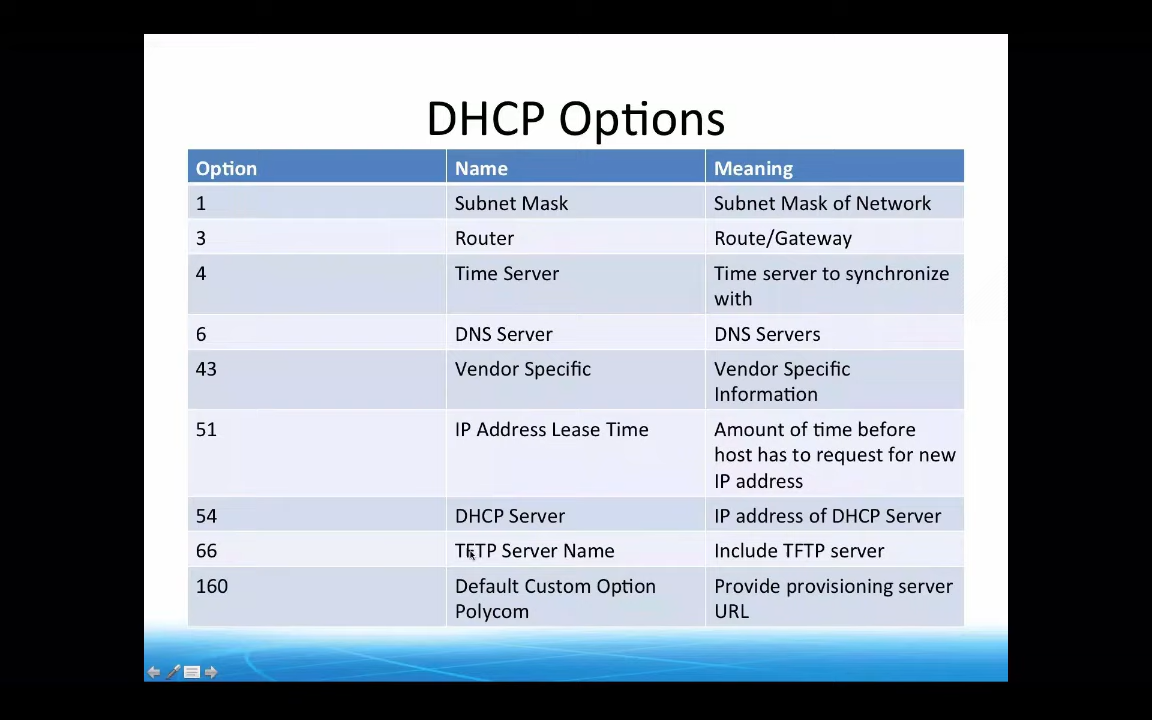 DHCP Options
Option Name Meaning
1 Subnet Mask Subnet Mask of Network
3 Router Route/Gateway
4 Time Server Time server to synchronize
with
6 DNS Server DNS Servers
43 Vendor Specific Vendor Specific
Information
51 IP Address Lease Time Amount of time before
host has to request for new
IP address
54 DHCP Server IP address of DHCP Server
66 TFTP Server Name Include TFTP server
160 Default Custom Option Provide provisioning server
Polycom URL